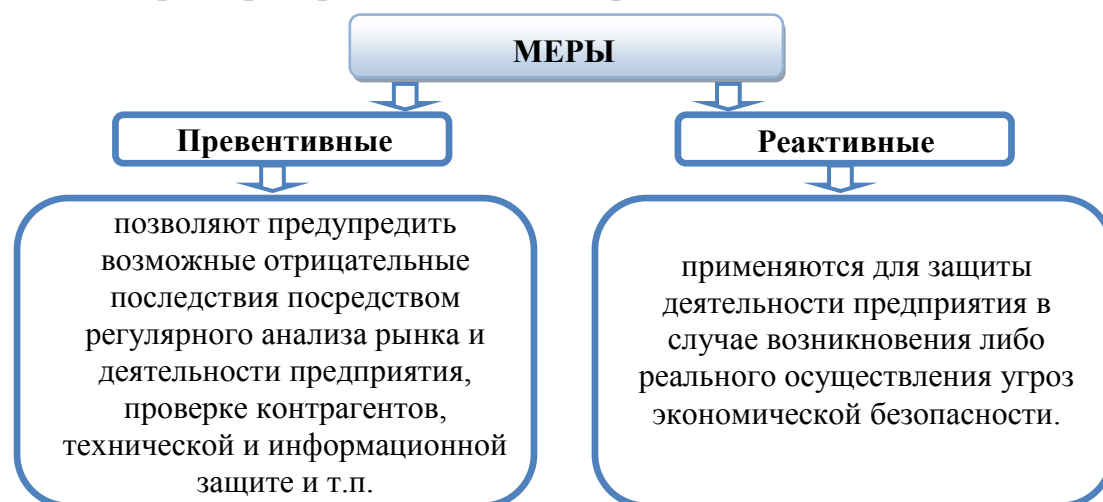 МЕРЫ
Превентивные
Реактивные
позволяют предупредить
возможные отрицательные
последствия посредством
регулярного анализа рынка и
деятельности предприятия,
проверке контрагентов,
технической и информационной
защите и т.п.
применяются для защиты
деятельности предприятия в
случае возникновения либо
реального осуществления угроз
экономической безопасности.